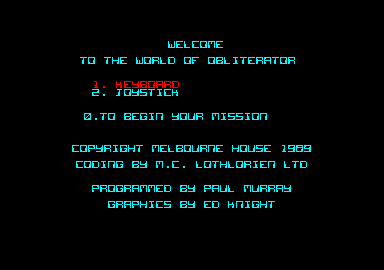 WELCOME
TO THE WORLD OF OBLITERATOR
1. KEYBOARD
2. JOYSTICK
0.TO BEGIN YOUR MISSION
COPYRIGHT MELBOURNE HOUSE 1989
CODING BY M.C. LOTHLORIEN LTD
PROGRAMMED BY PAUL MURRAY
GRAPHICS BY ED KNIGHT